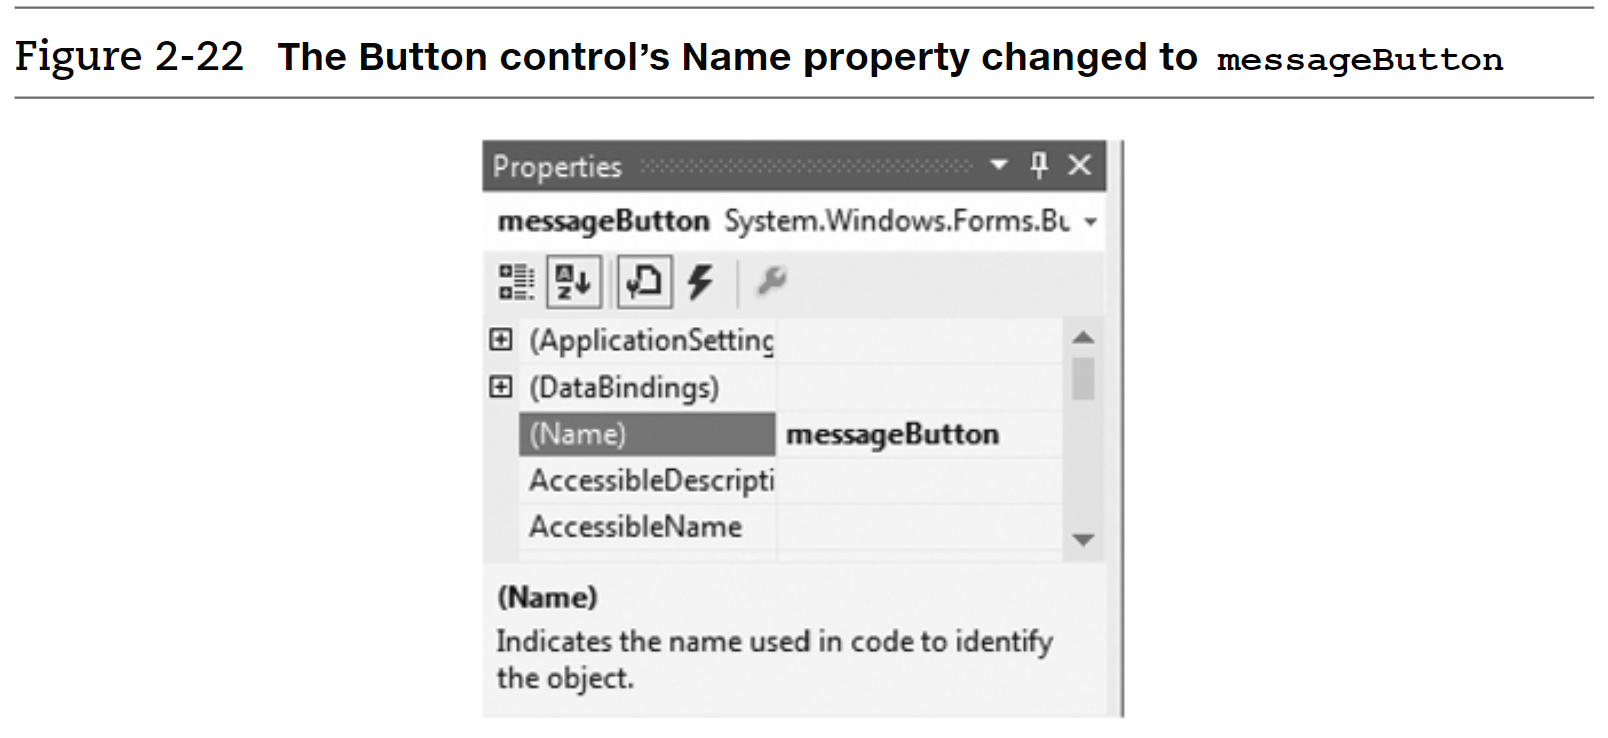 Figure 2-22 The Button control’s Name property changed to messageButton
Properties
messageButton System.Windows.Forms.Bu
(ApplicationSetting
(DataBindings)
(Name) messageButton
AccessibleDescripti
AccessibleName
(Name)
Indicates the name used in code to identify
the object.